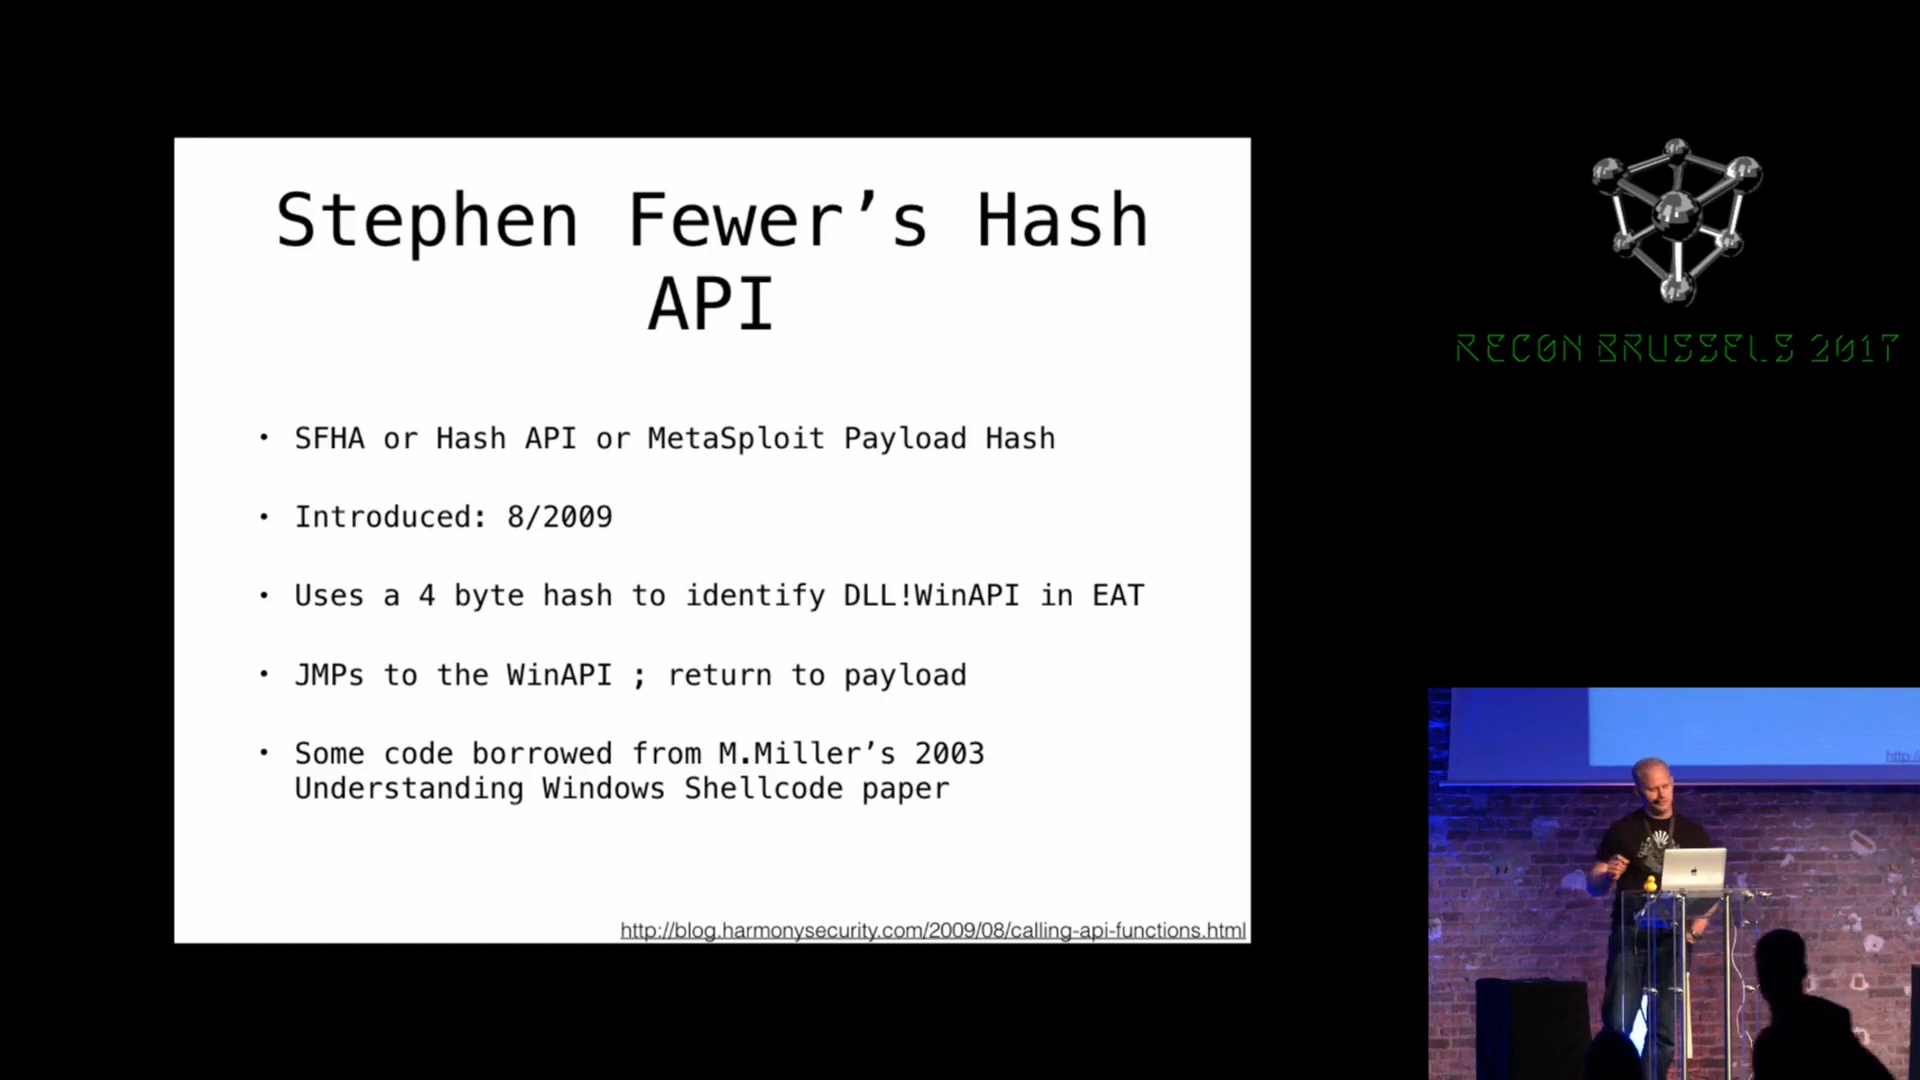 Stephen Fewer’s Hash
API
• SFHA or Hash API or MetaSploit Payload Hash
• Introduced: 8/2009
• Uses a 4 byte hash to identify DLL!WinAPI in EAT
• JMPs to the WinAPI ; return to payload
• Some code borrowed from M.Miller’s 2003
Understanding Windows Shellcode paper
http://blog.harmonysecurity.com/2009/08/calling-api-functions.html
RECON BRUSSELS 2017
http:/